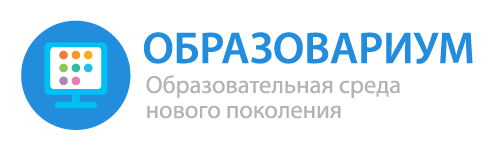 ОБРАЗОВАРИУМ
Образовательная среда
нового поколения